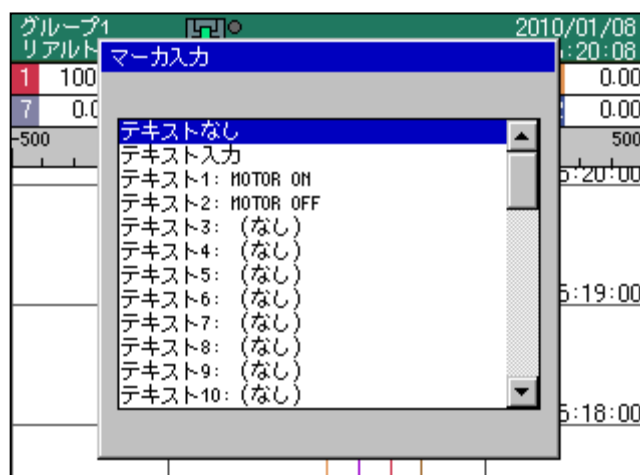 グループ1
2010/01/08
リアルト
:20:08
マーカ入力
1 100
0.00
7 0.0
0.00
-500
500
テキストなし
テキスト入力
テキスト1: MOTOR ON
5:20:00
テキスト2: MOTOR OFF
テキスト3: (なし)
テキスト4: (なし)
テキスト5: (なし)
テキスト6: (なし)
5:19:00
テキスト7: (なし)
テキスト8: (なし)
テキスト9: (なし)
テキスト10: (なし)
5:18:00